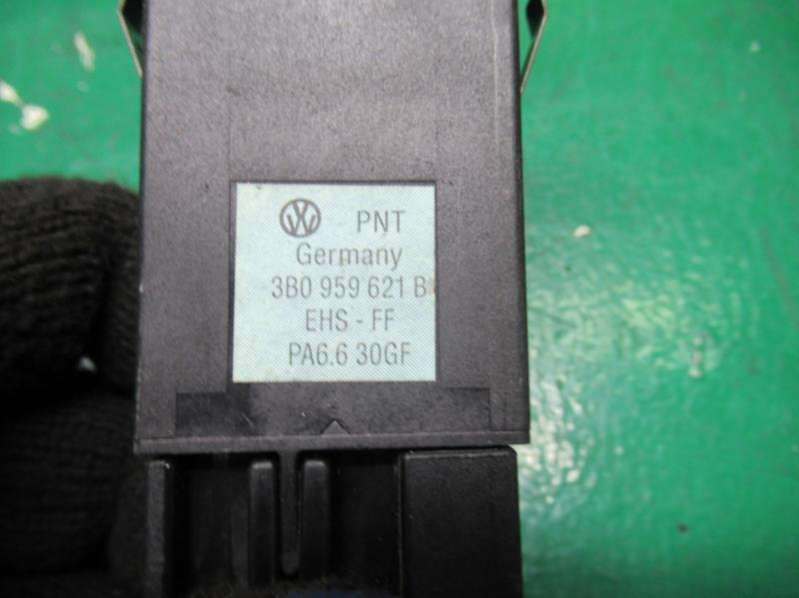 PNT
Germany
3B0 959 621 B
EHS - FF
PA6.6 30GF